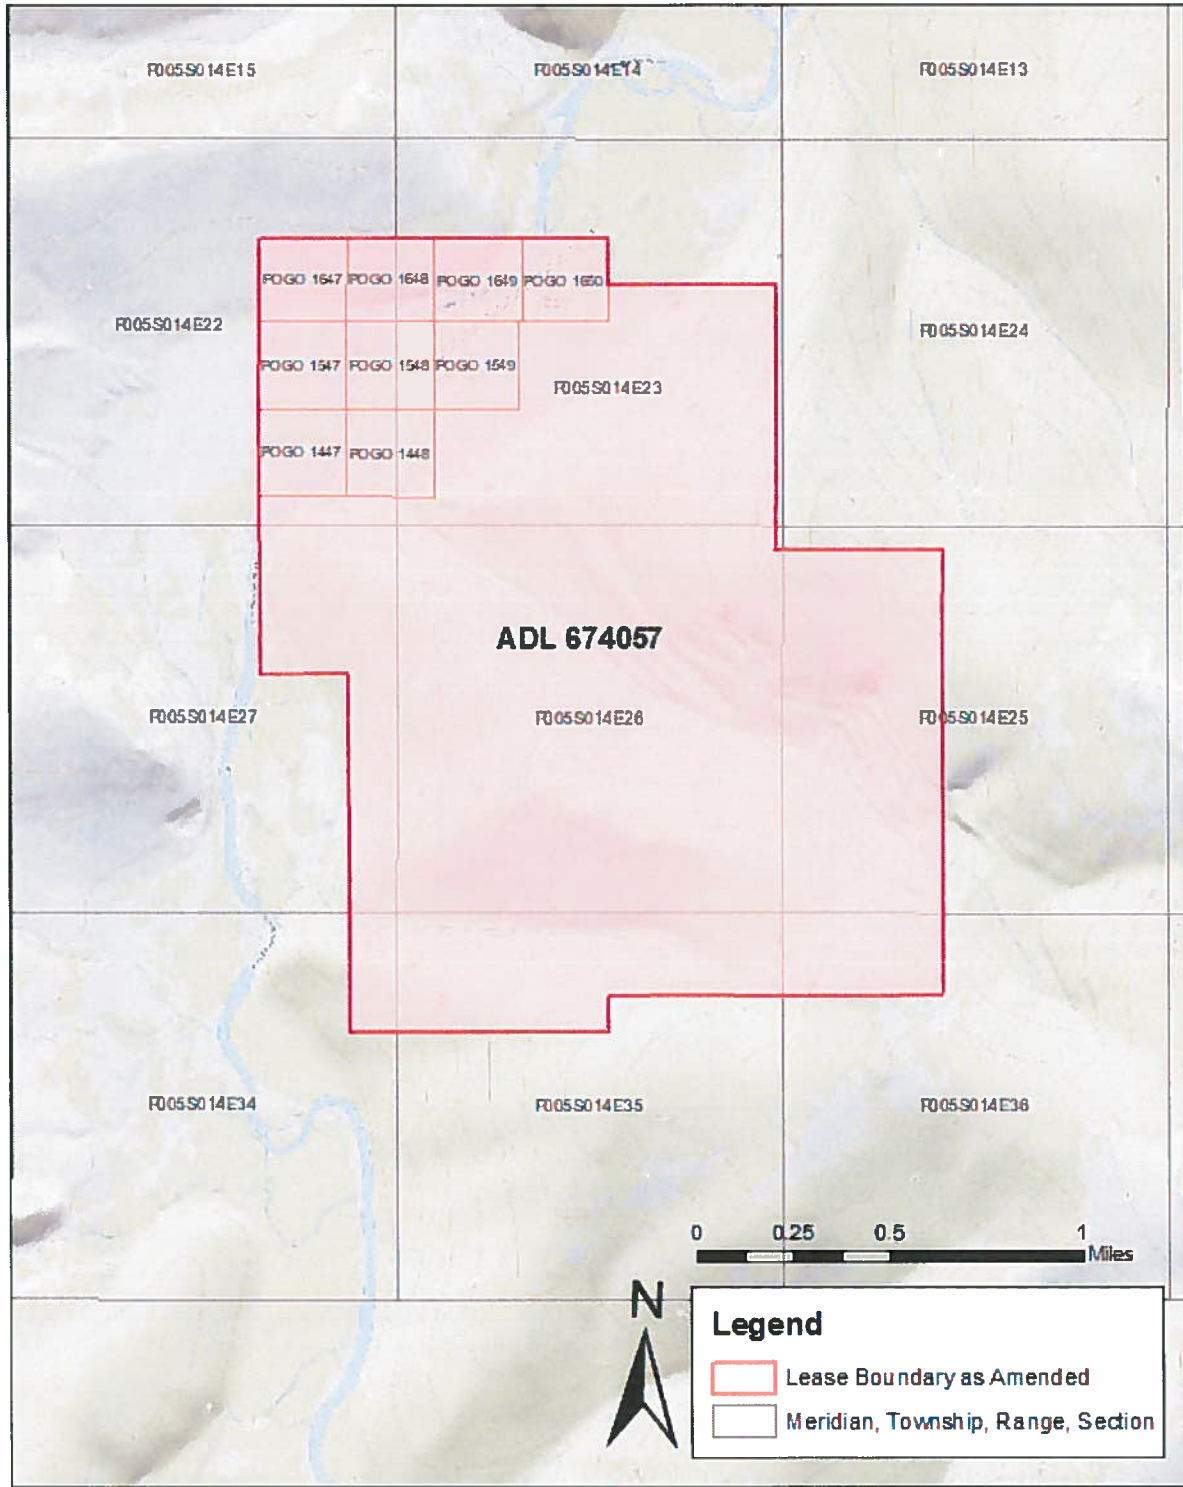 F005S014E15
F005S014E14
F005S014E13
POGO 1647
POGO 1648
POGO 1649
POGO 1650
F005S014E22
F005S014E24
POGO 1547
POGO 1548
POGO 1549
F005S014E23
POGO 1447
POGO 1448
ADL 674057
F005S014E27
F005S014E26
F005S014E25
F005S014E34
F005S014E35
F005S014E36
0 0.25 0.5 1
Miles
N
Legend
Lease Boundary as Amended
Meridian, Township, Range, Section